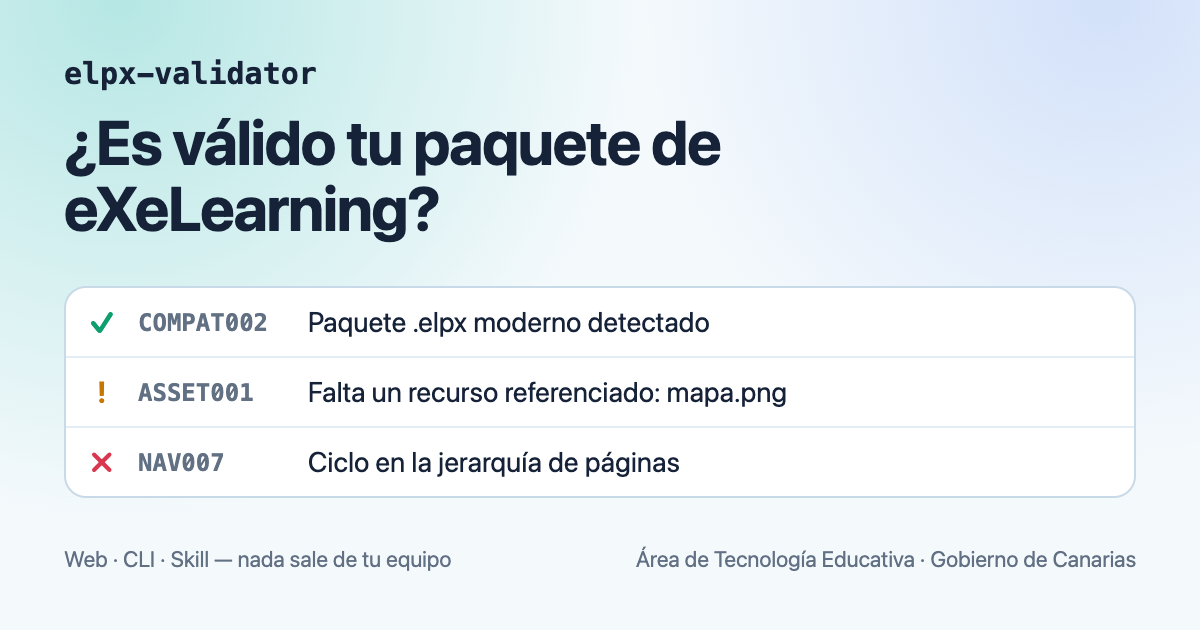 elpx-validator
¿Es válido tu paquete de
eXeLearning?
✓ COMPAT002 Paquete .elpx moderno detectado
! ASSET001 Falta un recurso referenciado: mapa.png
✕ NAV007 Ciclo en la jerarquía de páginas
Web · CLI · Skill — nada sale de tu equipo
Área de Tecnología Educativa · Gobierno de Canarias